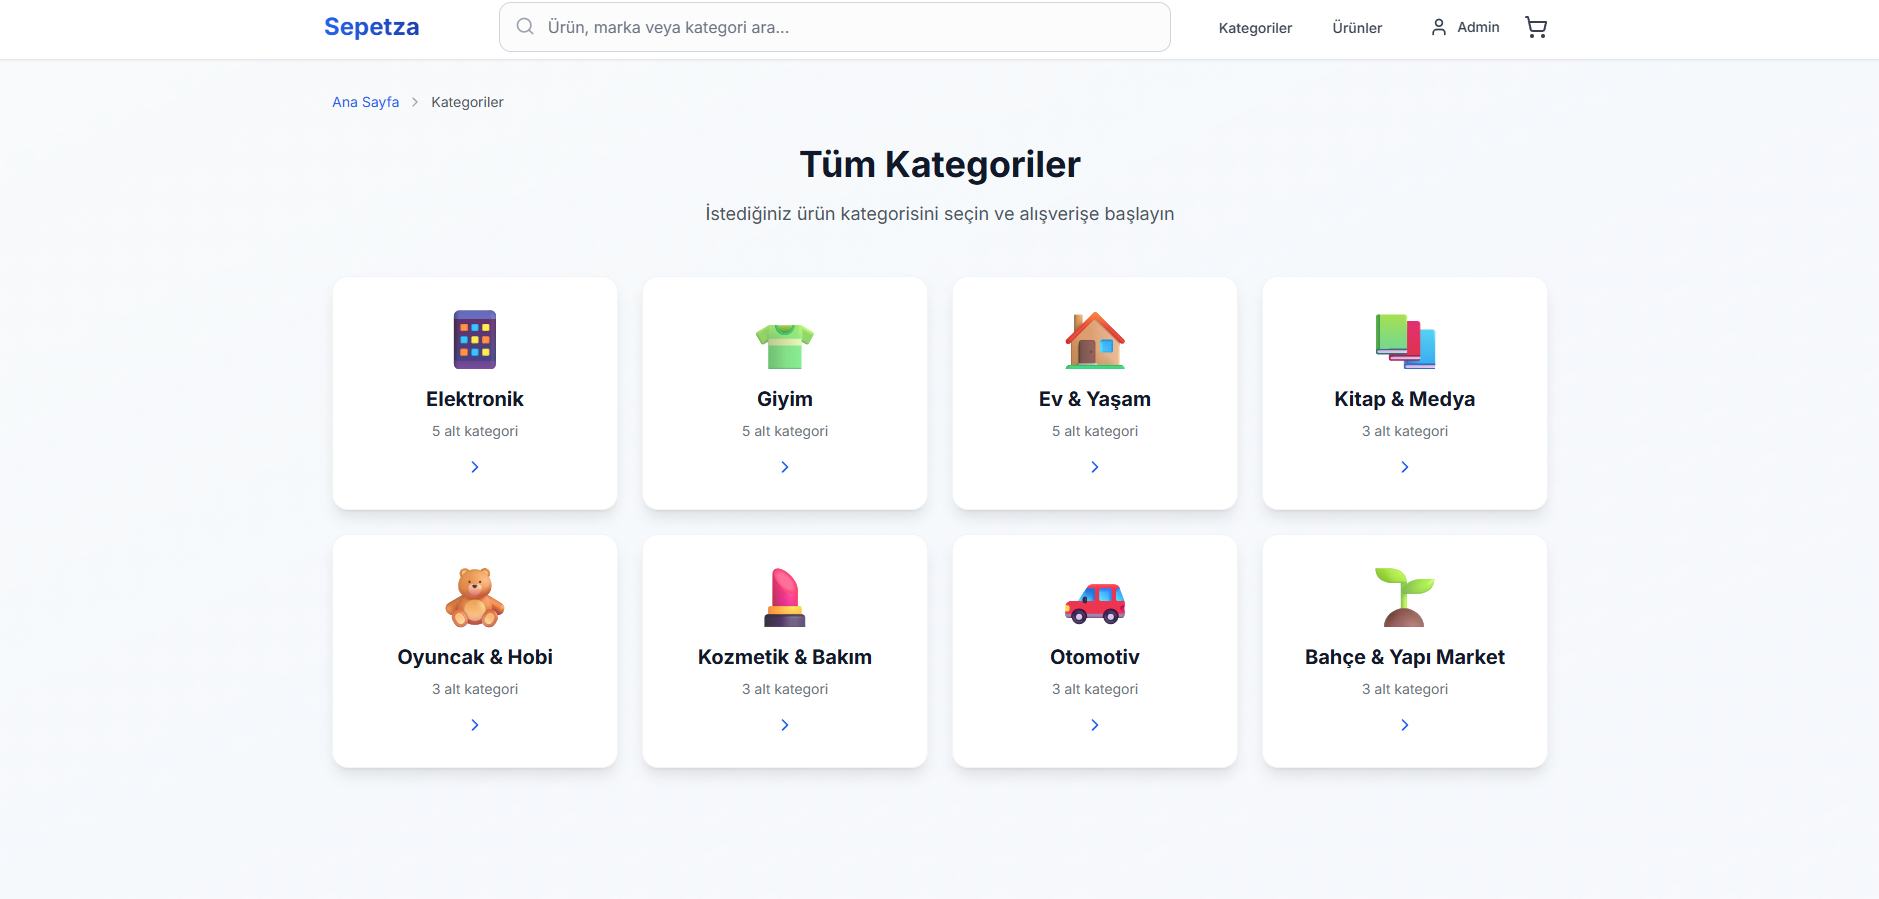 Sepetza
Ürün, marka veya kategori ara...
Kategoriler
Ürünler
Admin
Ana Sayfa
Kategoriler
Tüm Kategoriler
İstediğiniz ürün kategorisini seçin ve alışverişe başlayın
Elektronik
5 alt kategori
Giyim
5 alt kategori
Ev & Yaşam
5 alt kategori
Kitap & Medya
3 alt kategori
Oyuncak & Hobi
3 alt kategori
Kozmetik & Bakım
3 alt kategori
Otomotiv
3 alt kategori
Bahçe & Yapı Market
3 alt kategori